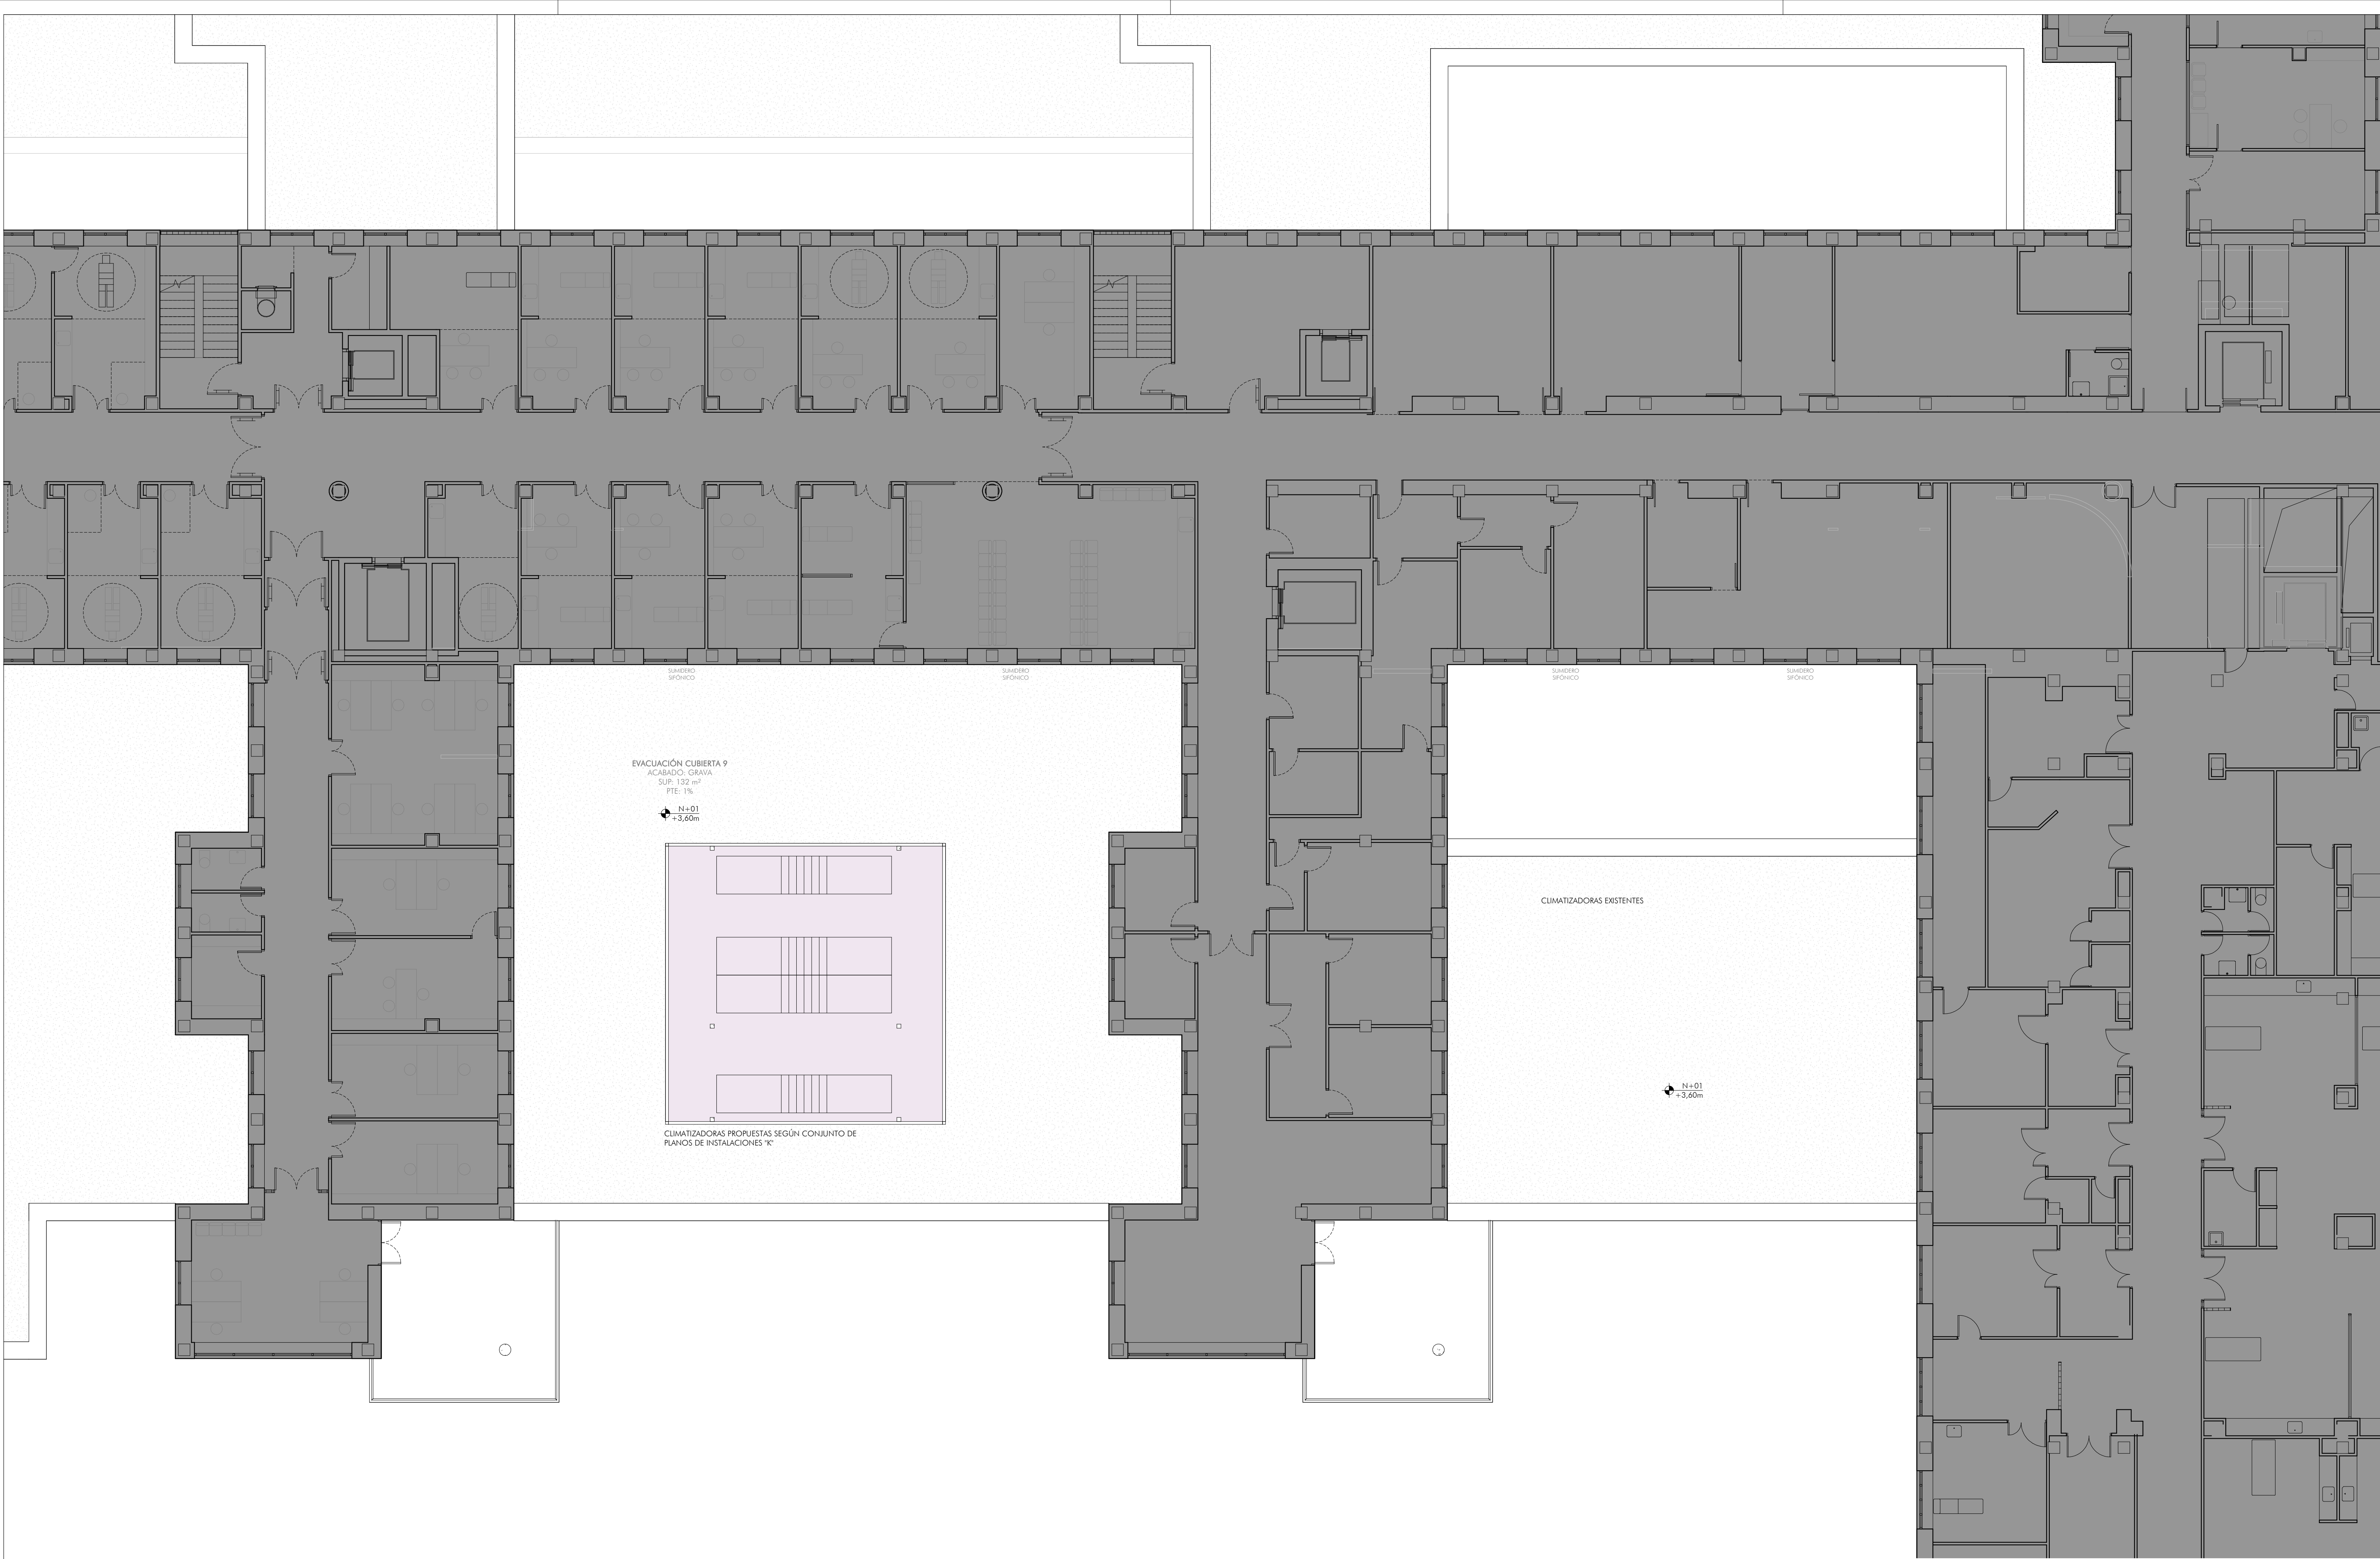 SUMIDERO
SIFÓNICO
SUMIDERO
SIFÓNICO
SUMIDERO
SIFÓNICO
SUMIDERO
SIFÓNICO
EVACUACIÓN CUBIERTA 9
ACABADO: GRAVA
SUP: 132 m²
PTE: 1%
N+01
+3,60m
CLIMATIZADORAS EXISTENTES
N+01
+3,60m
CLIMATIZADORAS PROPUESTAS SEGÚN CONJUNTO DE
PLANOS DE INSTALACIONES "K"